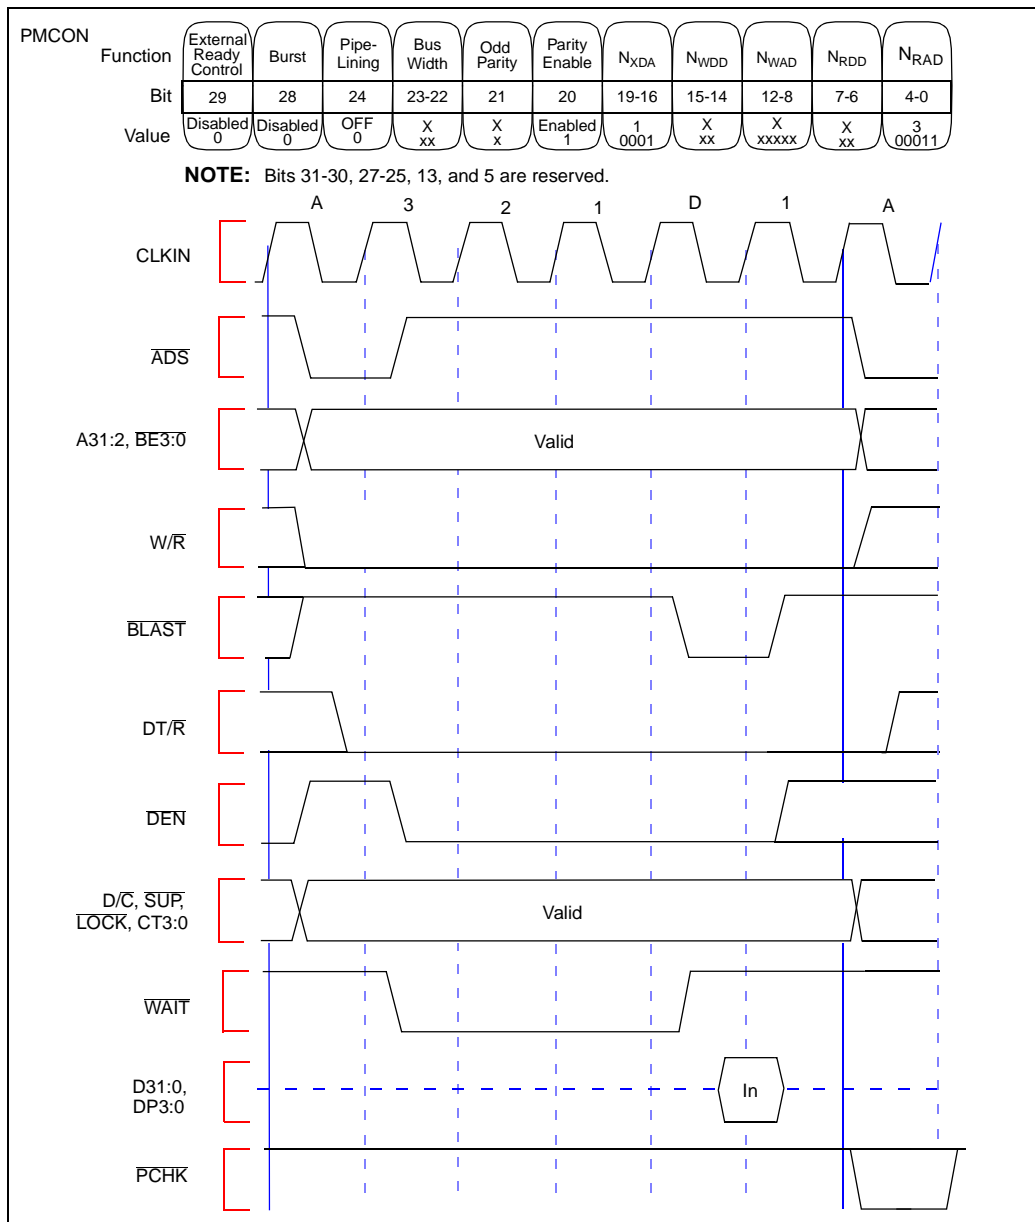 PMCON
Function External Ready Control Burst Pipe-Lining Bus Width Odd Parity Parity Enable NXDA NWDD NWAD NRDD NRAD
Bit 29 28 24 23-22 21 20 19-16 15-14 12-8 7-6 4-0
Value Disabled 0 Disabled 0 OFF 0 X xx X x Enabled 1 1 0001 X xx X xxxxx X xx 3 00011
NOTE: Bits 31-30, 27-25, 13, and 5 are reserved.
A 3 2 1 D 1 A
CLKIN
ADS
A31:2, BE3:0 Valid
W/R
BLAST
DT/R
DEN
D/C, SUP,
LOCK, CT3:0 Valid
WAIT
D31:0,
DP3:0 In
PCHK